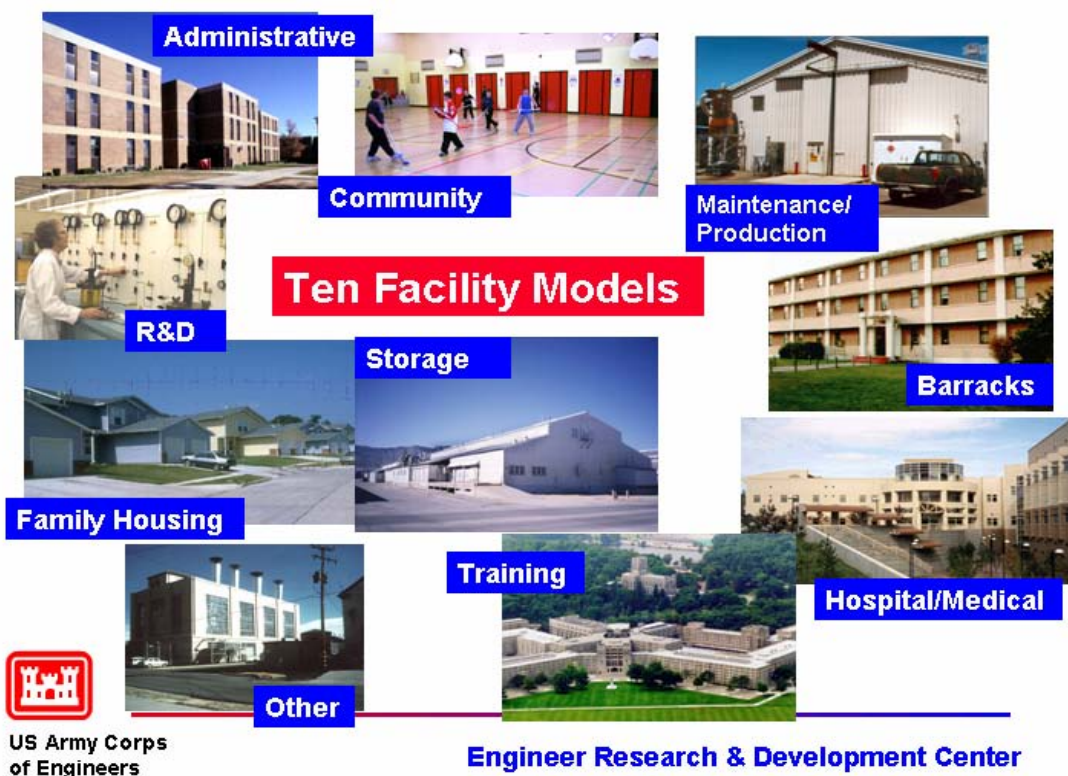 Administrative
Community
Maintenance/
Production
R&D
Ten Facility Models
Storage
Barracks
Family Housing
Training
Hospital/Medical
Other
US Army Corps
of Engineers
Engineer Research & Development Center